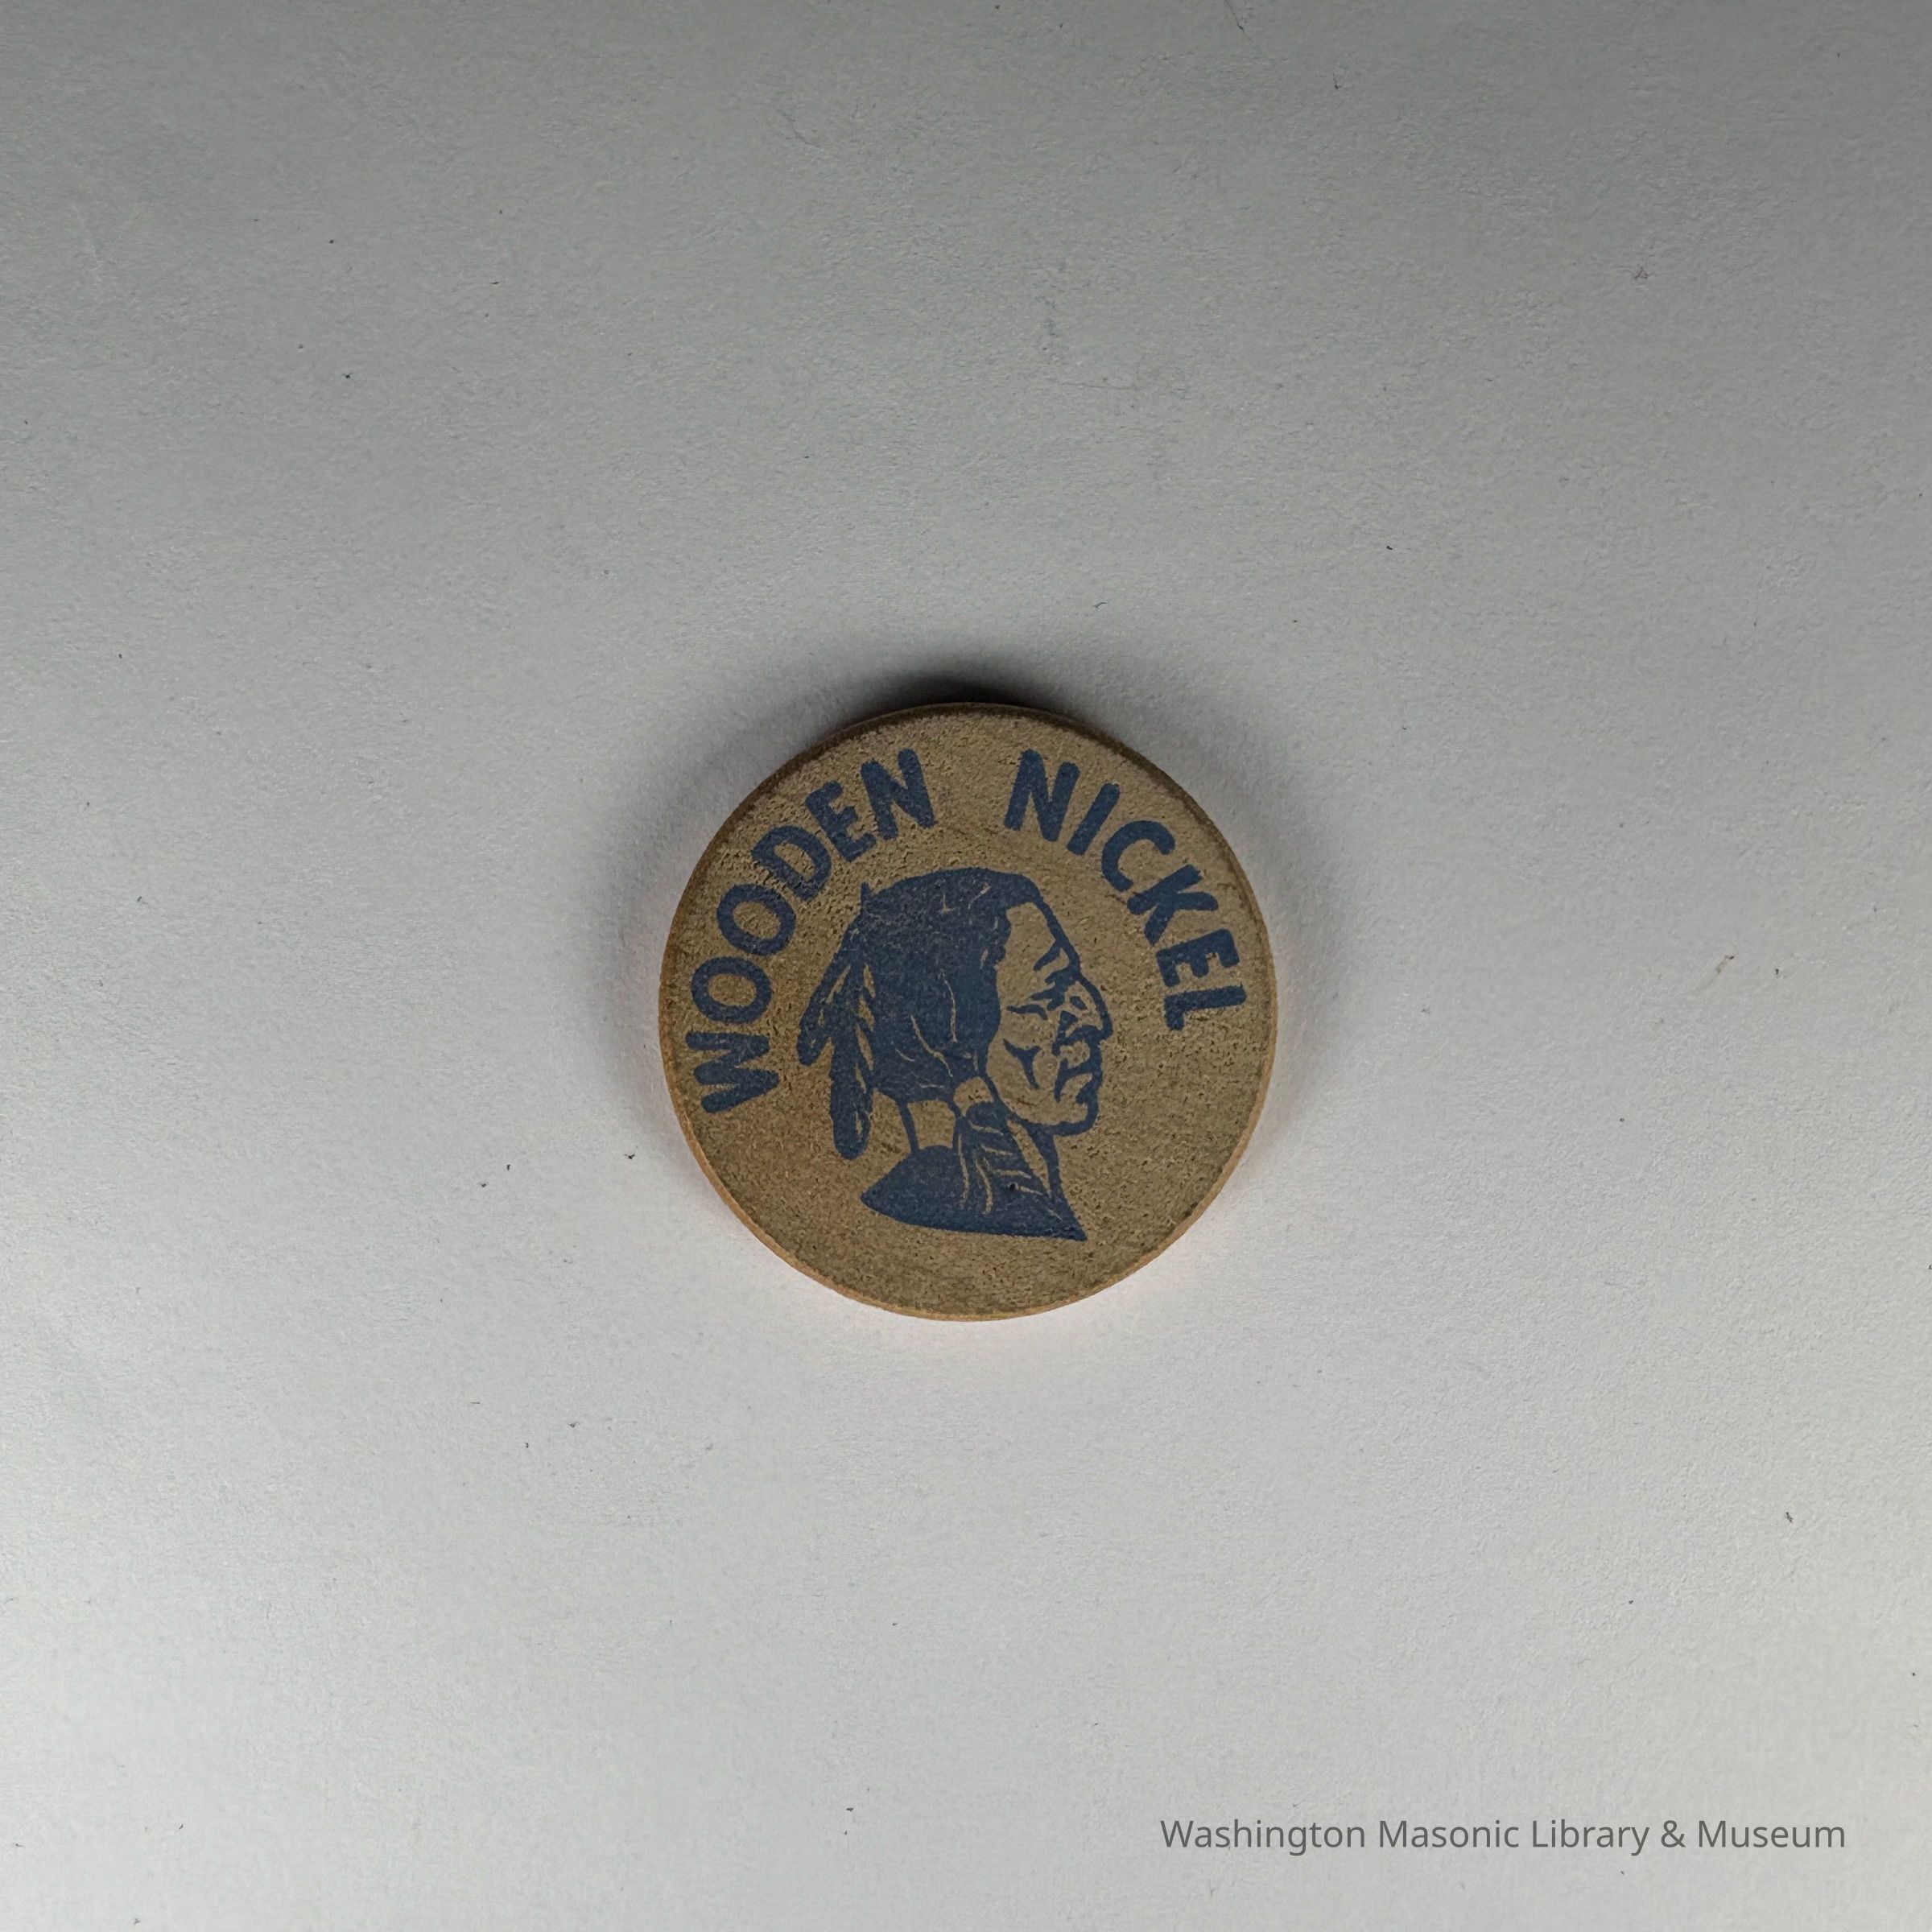 WOODEN NICKEL
Washington Masonic Library & Museum